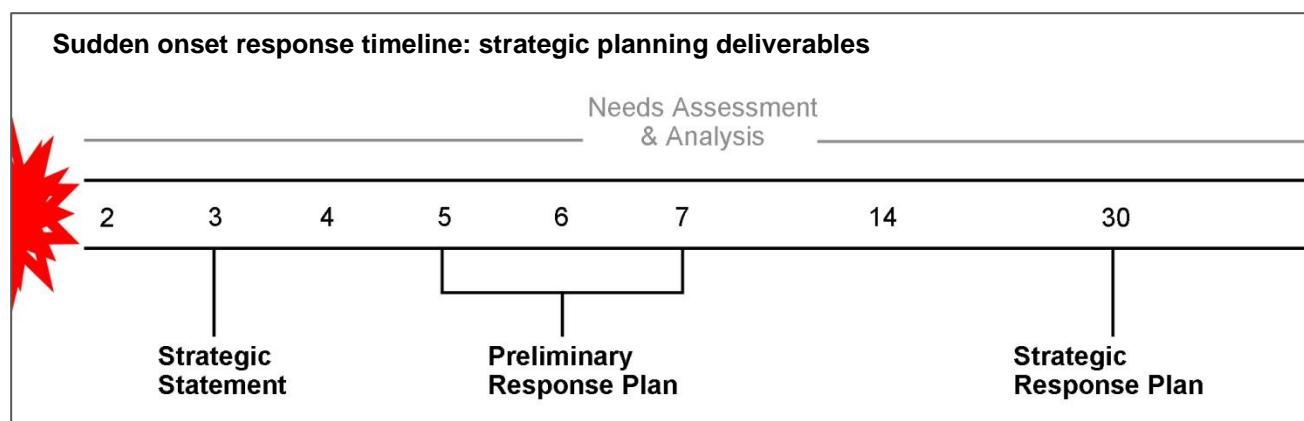 Sudden onset response timeline: strategic planning deliverables
Needs Assessment
& Analysis
2 3 4 5 6 7 14 30
Strategic
Statement
Preliminary
Response Plan
Strategic
Response Plan